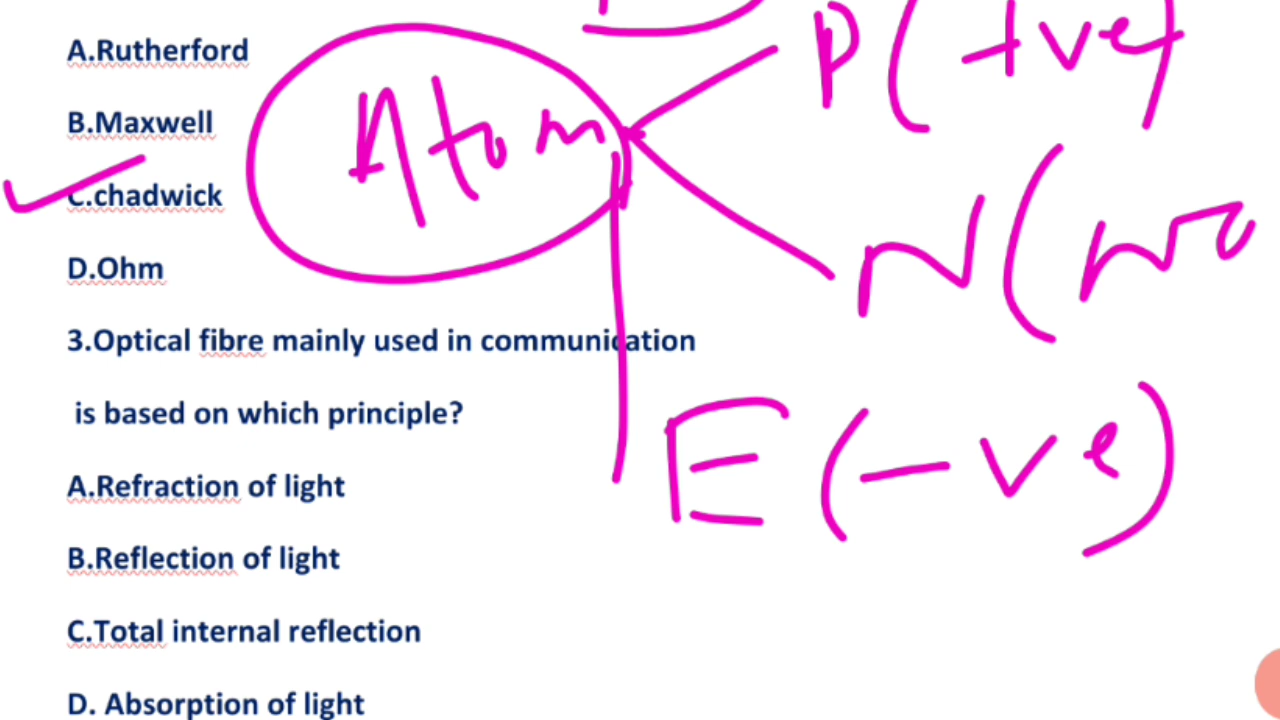 A.Rutherford
P(+ve)
B.Maxwell
Atom
C.chadwick
N(no
D.Ohm
3.Optical fibre mainly used in communication
is based on which principle?
E(-ve)
A.Refraction of light
B.Reflection of light
C.Total internal reflection
D. Absorption of light